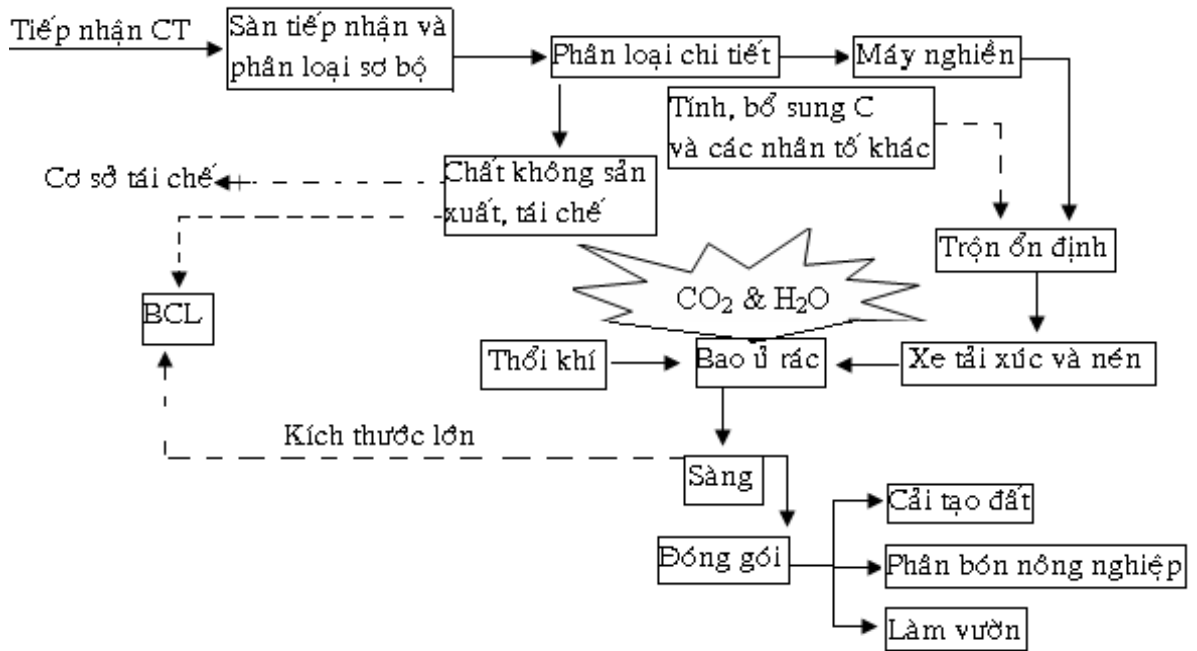 Tiếp nhận CT
Sàn tiếp nhận và
phân loại sơ bộ
Phân loại chi tiết
Máy nghiền
Tính, bổ sung C
và các nhân tố khác
Cơ sở tái chế
Chất không sản
xuất, tái chế
Trộn ổn định
CO₂ & H₂O
BCL
Thổi khí
Bao ủ rác
Xe tải xúc và nén
Kích thước lớn
Sàng
Cải tạo đất
Đóng gói
Phân bón nông nghiệp
Làm vườn